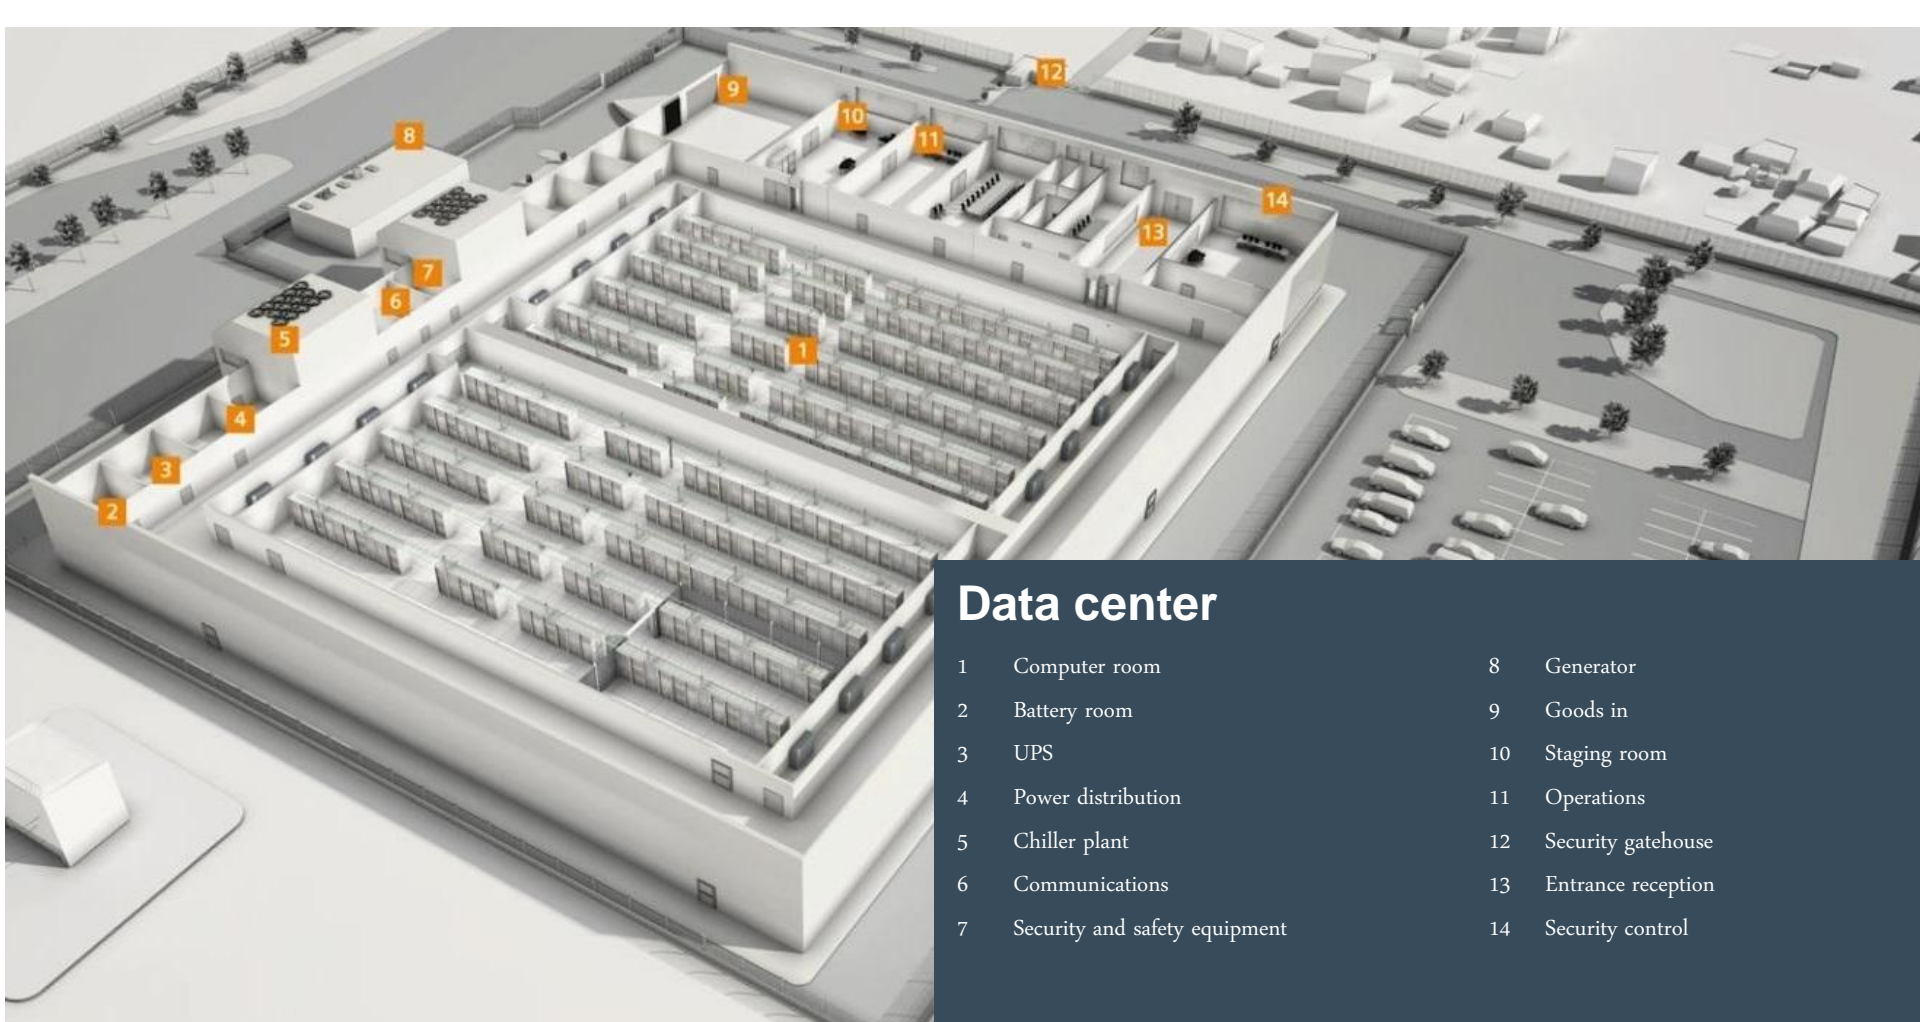 9
12
10
8
11
14
13
7
6
5
1
4
3
2
Data center
1 Computer room
2 Battery room
3 UPS
4 Power distribution
5 Chiller plant
6 Communications
7 Security and safety equipment
8 Generator
9 Goods in
10 Staging room
11 Operations
12 Security gatehouse
13 Entrance reception
14 Security control